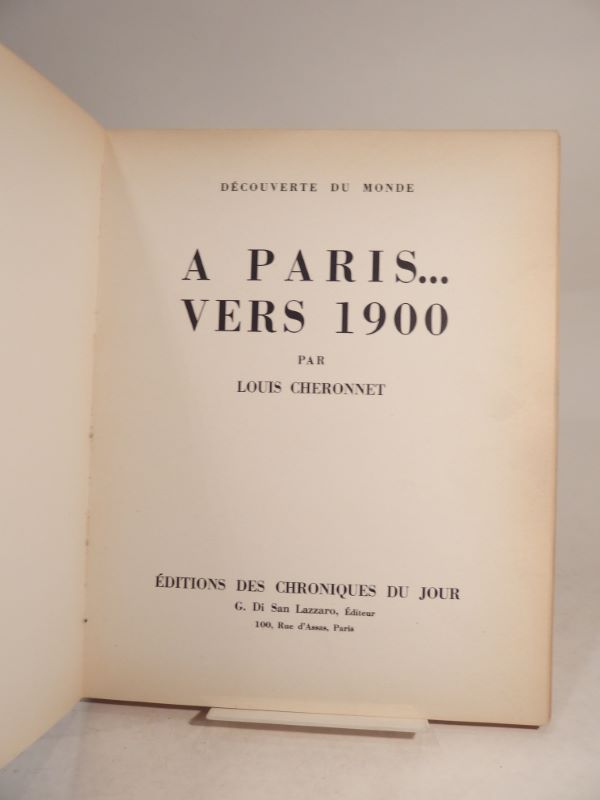 DÉCOUVERTE DU MONDE
A PARIS...
VERS 1900
PAR
LOUIS CHERONNET
ÉDITIONS DES CHRONIQUES DU JOUR
G. Di San Lazzaro, Éditeur
100, Rue d'Assas, Paris